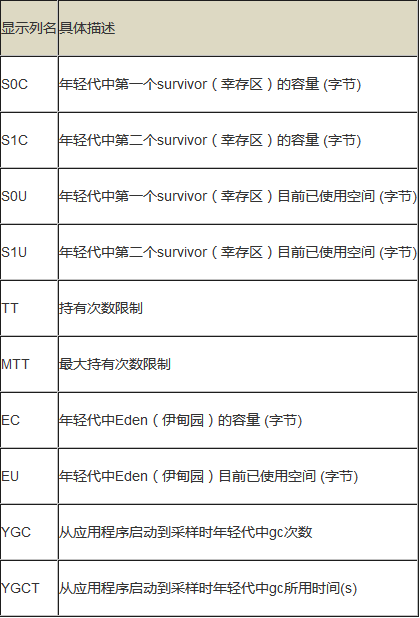 显示列名 具体描述
S0C 年轻代中第一个survivor（幸存区）的容量 (字节)
S1C 年轻代中第二个survivor（幸存区）的容量 (字节)
S0U 年轻代中第一个survivor（幸存区）目前已使用空间 (字节)
S1U 年轻代中第二个survivor（幸存区）目前已使用空间 (字节)
TT 持有次数限制
MTT 最大持有次数限制
EC 年轻代中Eden（伊甸园）的容量 (字节)
EU 年轻代中Eden（伊甸园）目前已使用空间 (字节)
YGC 从应用程序启动到采样时年轻代中gc次数
YGCT 从应用程序启动到采样时年轻代中gc所用时间(s)